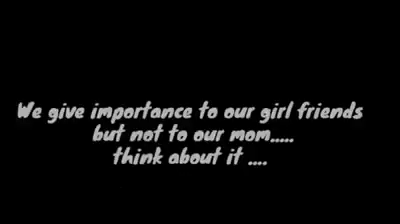 We give importance to our girl friends
but not to our mom.....
think about it ....